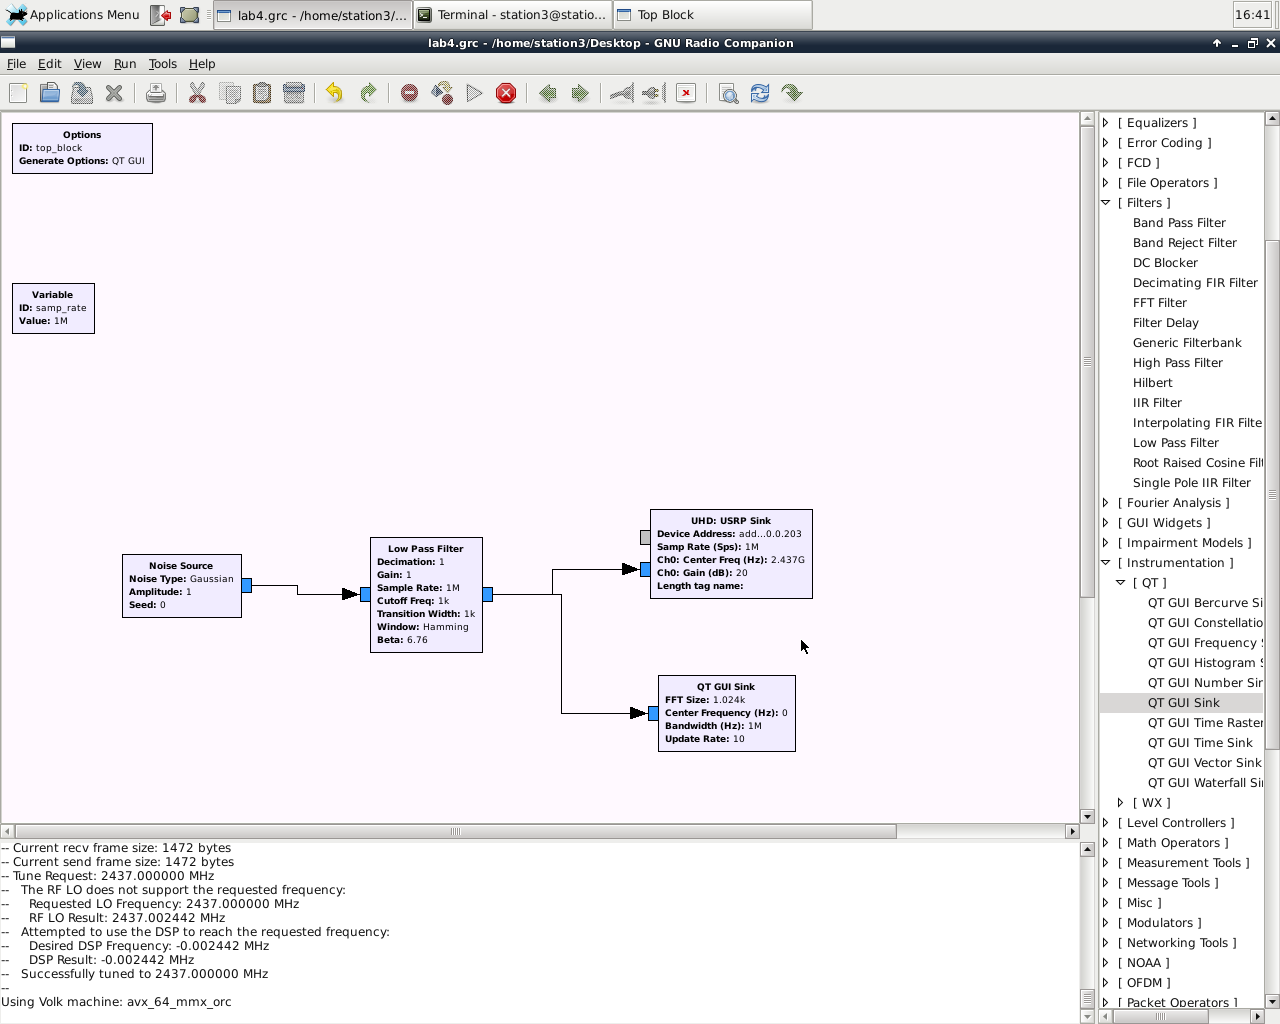 Applications Menu
lab4.grc - /home/station3/...
Terminal - station3@statio...
Top Block
16:41
lab4.grc - /home/station3/Desktop - GNU Radio Companion
File Edit View Run Tools Help
Options
ID: top_block
Generate Options: QT GUI
Variable
ID: samp_rate
Value: 1M
Noise Source
Noise Type: Gaussian
Amplitude: 1
Seed: 0
Low Pass Filter
Decimation: 1
Gain: 1
Sample Rate: 1M
Cutoff Freq: 1k
Transition Width: 1k
Window: Hamming
Beta: 6.76
UHD: USRP Sink
Device Address: add...0.0.203
Samp Rate (Sps): 1M
Ch0: Center Freq (Hz): 2.437G
Ch0: Gain (dB): 20
Length tag name:
QT GUI Sink
FFT Size: 1.024k
Center Frequency (Hz): 0
Bandwidth (Hz): 1M
Update Rate: 10
[ Equalizers ]
[ Error Coding ]
[ FCD ]
[ File Operators ]
[ Filters ]
Band Pass Filter
Band Reject Filter
DC Blocker
Decimating FIR Filter
FFT Filter
Filter Delay
Generic Filterbank
High Pass Filter
Hilbert
IIR Filter
Interpolating FIR Filte
Low Pass Filter
Root Raised Cosine Filt
Single Pole IIR Filter
[ Fourier Analysis ]
[ GUI Widgets ]
[ Impairment Models ]
[ Instrumentation ]
[ QT ]
QT GUI Bercurve Si
QT GUI Constellatio
QT GUI Frequency S
QT GUI Histogram S
QT GUI Number Sin
QT GUI Sink
QT GUI Time Raster
QT GUI Time Sink
QT GUI Vector Sink
QT GUI Waterfall Si
[ WX ]
[ Level Controllers ]
[ Math Operators ]
[ Measurement Tools ]
[ Message Tools ]
[ Misc ]
[ Modulators ]
[ Networking Tools ]
[ NOAA ]
[ OFDM ]
[ Packet Operators ]
-- Current recv frame size: 1472 bytes
-- Current send frame size: 1472 bytes
-- Tune Request: 2437.000000 MHz
--   The RF LO does not support the requested frequency:
--     Requested LO Frequency: 2437.000000 MHz
--     RF LO Result: 2437.002442 MHz
--   Attempted to use the DSP to reach the requested frequency:
--     Desired DSP Frequency: -0.002442 MHz
--     DSP Result: -0.002442 MHz
--   Successfully tuned to 2437.000000 MHz
--
Using Volk machine: avx_64_mmx_orc